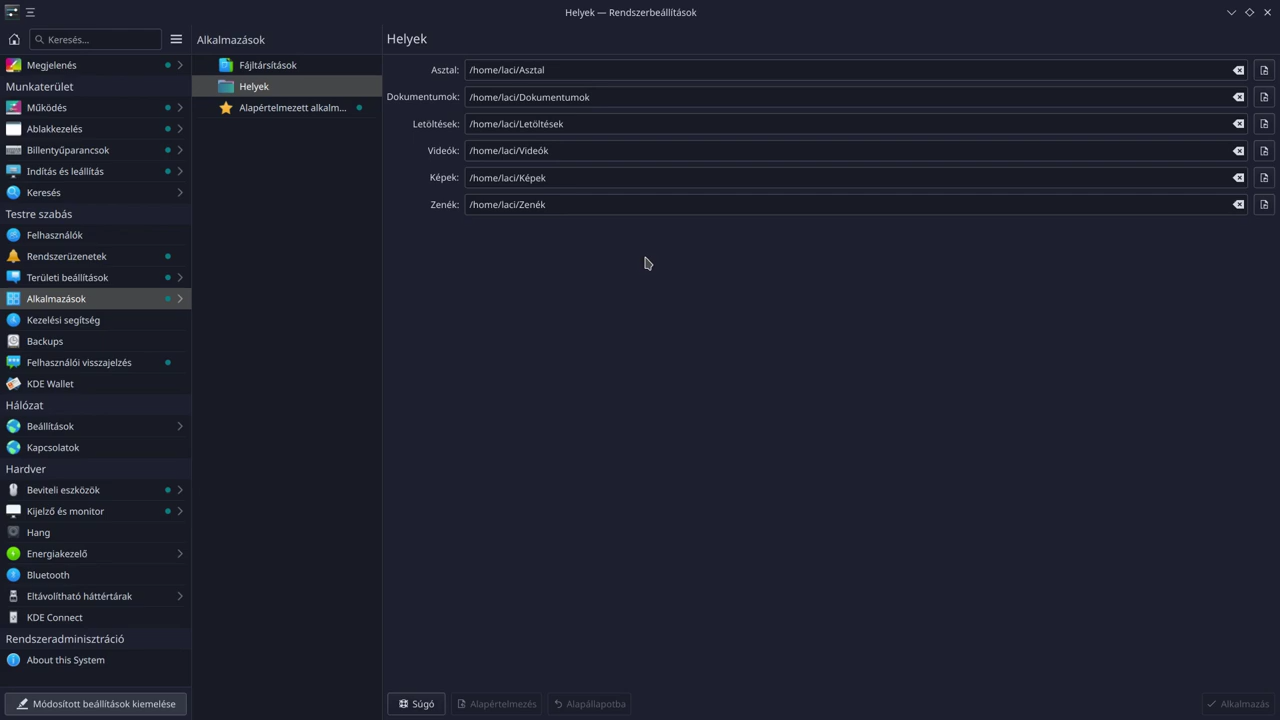 Helyek — Rendszerbeállítások
Keresés...
Megjelenés
Munkaterület
Működés
Ablakkezelés
Billentyűparancsok
Indítás és leállítás
Keresés
Testre szabás
Felhasználók
Rendszerüzenetek
Területi beállítások
Alkalmazások
Kezelési segítség
Backups
Felhasználói visszajelzés
KDE Wallet
Hálózat
Beállítások
Kapcsolatok
Hardver
Beviteli eszközök
Kijelző és monitor
Hang
Energiakezelő
Bluetooth
Eltávolítható háttértárak
KDE Connect
Rendszeradminisztráció
About this System
Módosított beállítások kiemelése
Alkalmazások
Fájltársítások
Helyek
Alapértelmezett alkalm...
Helyek
Asztal: /home/laci/Asztal
Dokumentumok: /home/laci/Dokumentumok
Letöltések: /home/laci/Letöltések
Videók: /home/laci/Videók
Képek: /home/laci/Képek
Zenék: /home/laci/Zenék
Súgó
Alapértelmezés
Alapállapotba
Alkalmazás